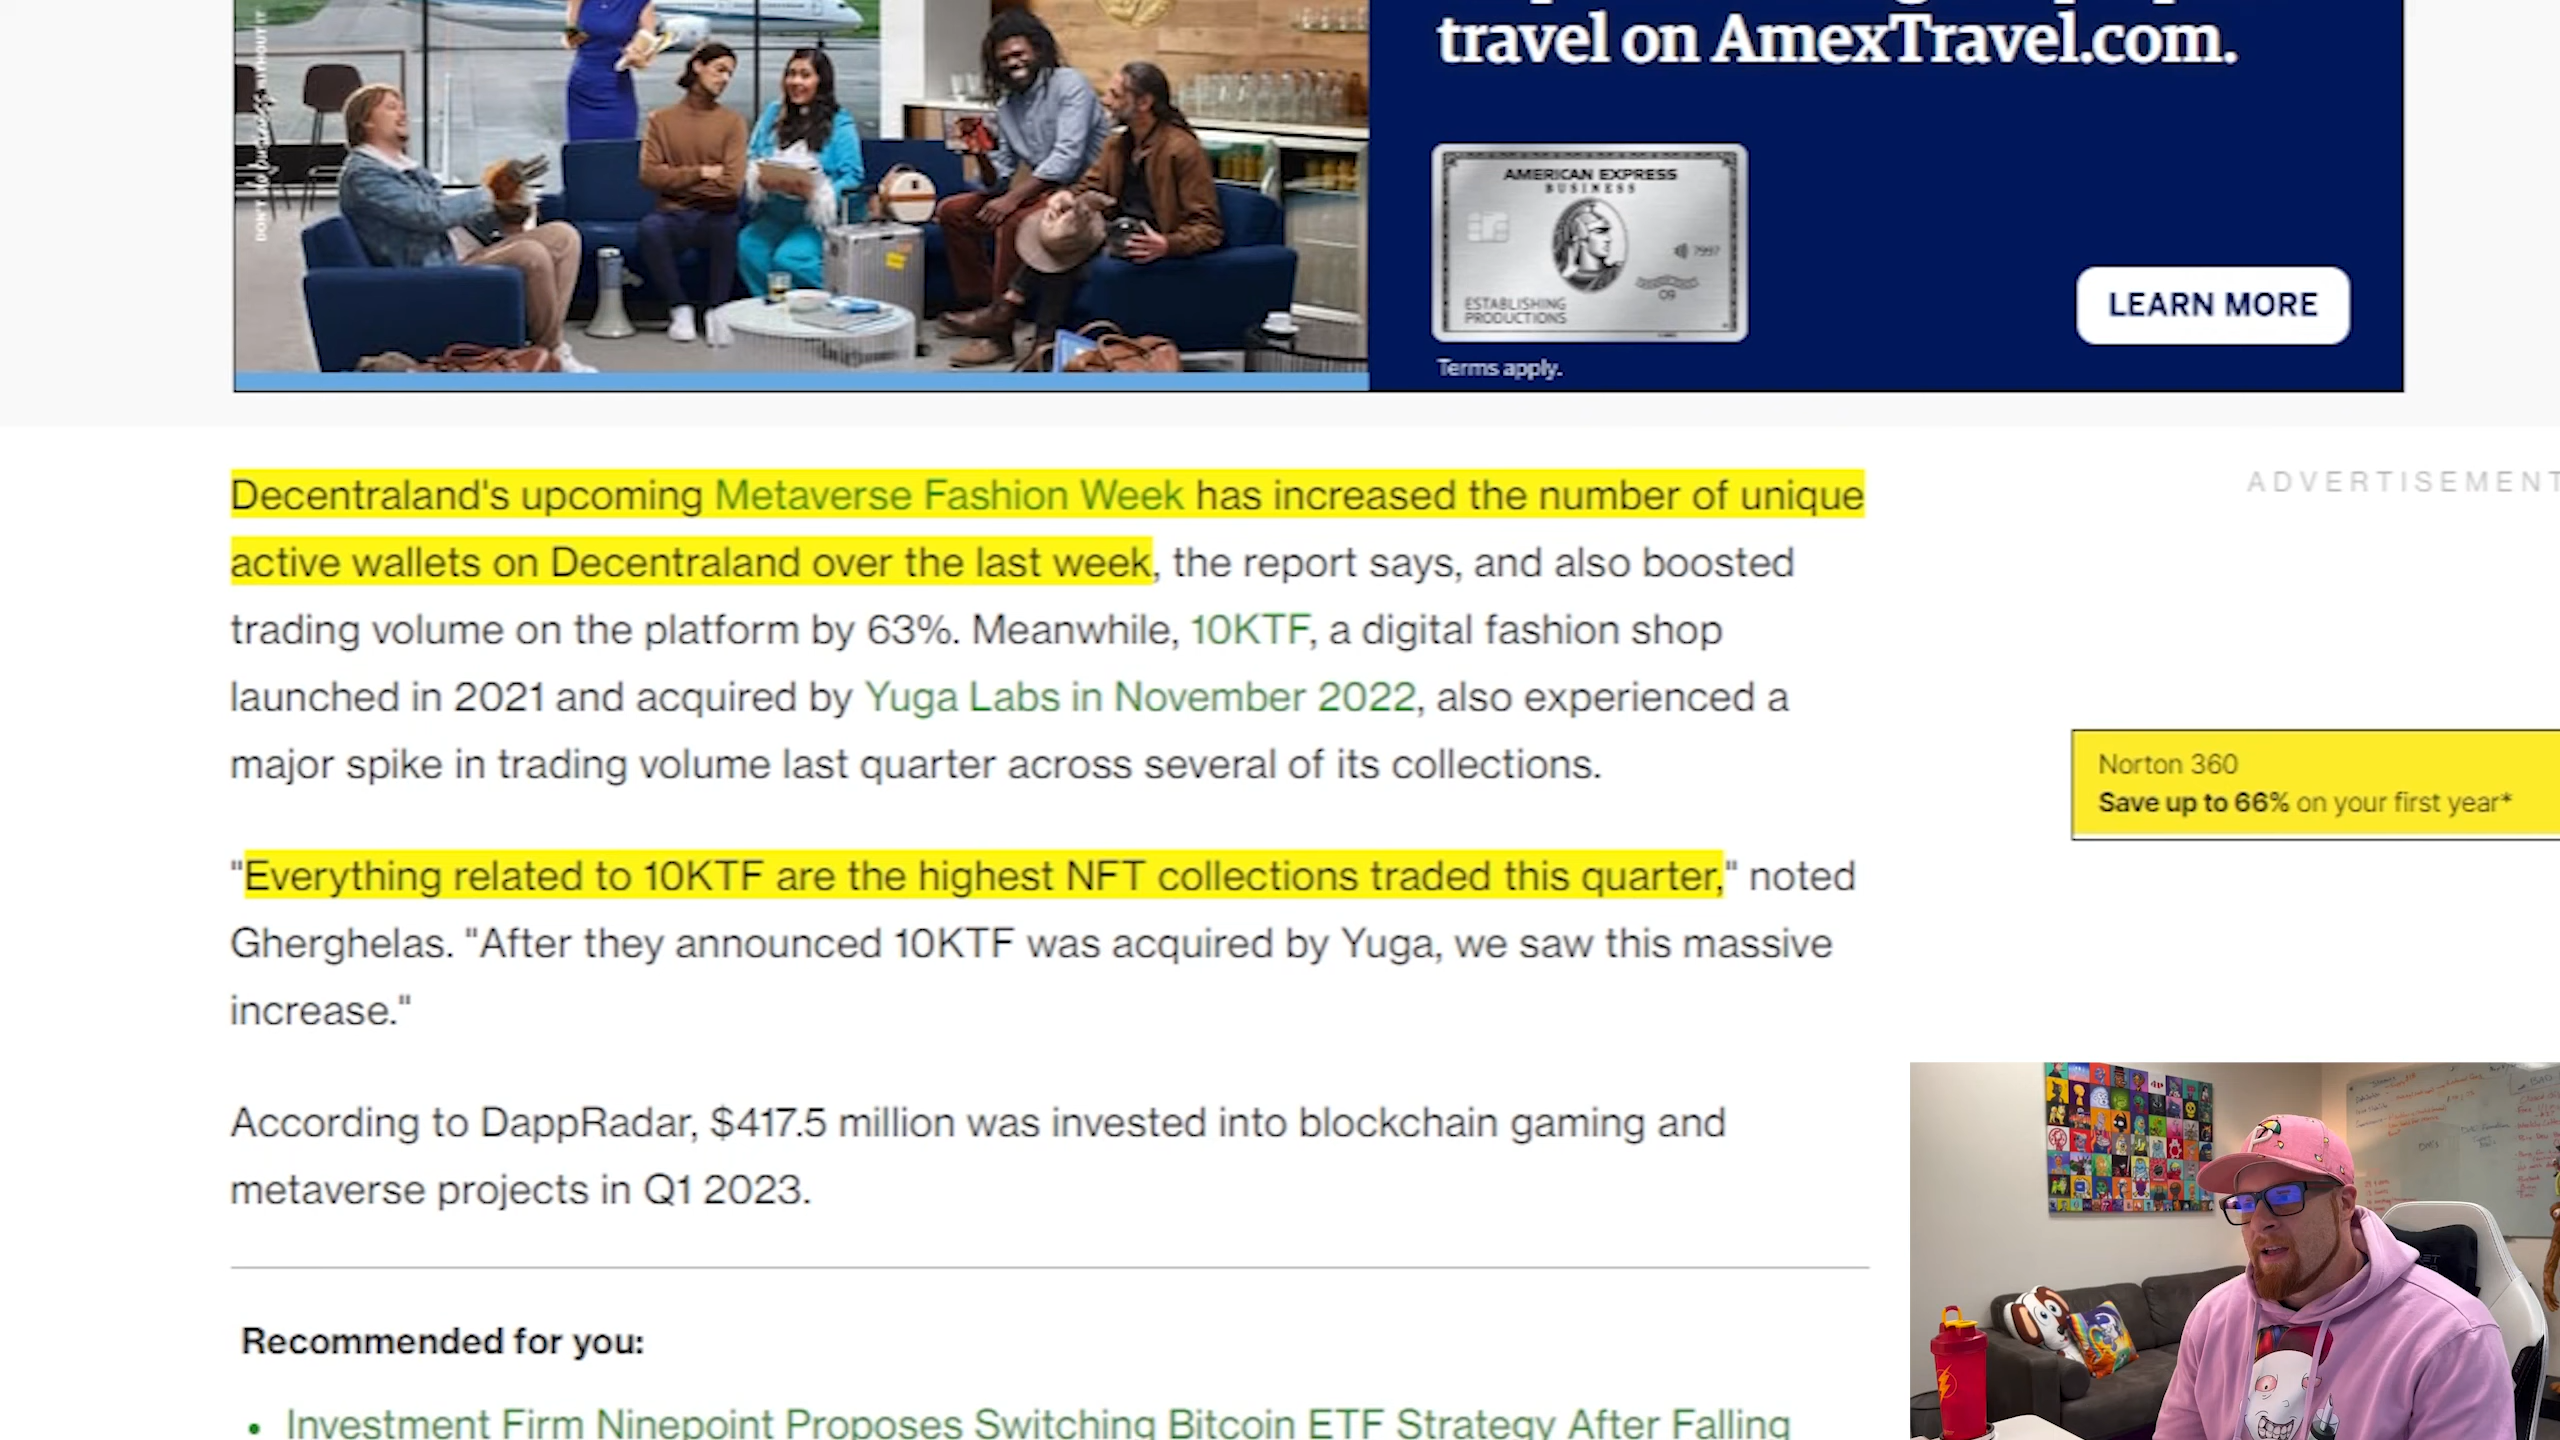 travel on AmexTravel.com.
AMERICAN EXPRESS
BUSINESS
7997
09
ESTABLISHING
PRODUCTIONS
LEARN MORE
Terms apply.
Decentraland's upcoming Metaverse Fashion Week has increased the number of unique
active wallets on Decentraland over the last week, the report says, and also boosted
trading volume on the platform by 63%. Meanwhile, 10KTF, a digital fashion shop
launched in 2021 and acquired by Yuga Labs in November 2022, also experienced a
major spike in trading volume last quarter across several of its collections.
ADVERTISEMENT
Norton 360
Save up to 66% on your first year*
"Everything related to 10KTF are the highest NFT collections traded this quarter," noted
Gherghelas. "After they announced 10KTF was acquired by Yuga, we saw this massive
increase."
According to DappRadar, $417.5 million was invested into blockchain gaming and
metaverse projects in Q1 2023.
Recommended for you:
• Investment Firm Ninepoint Proposes Switching Bitcoin ETF Strategy After Falling